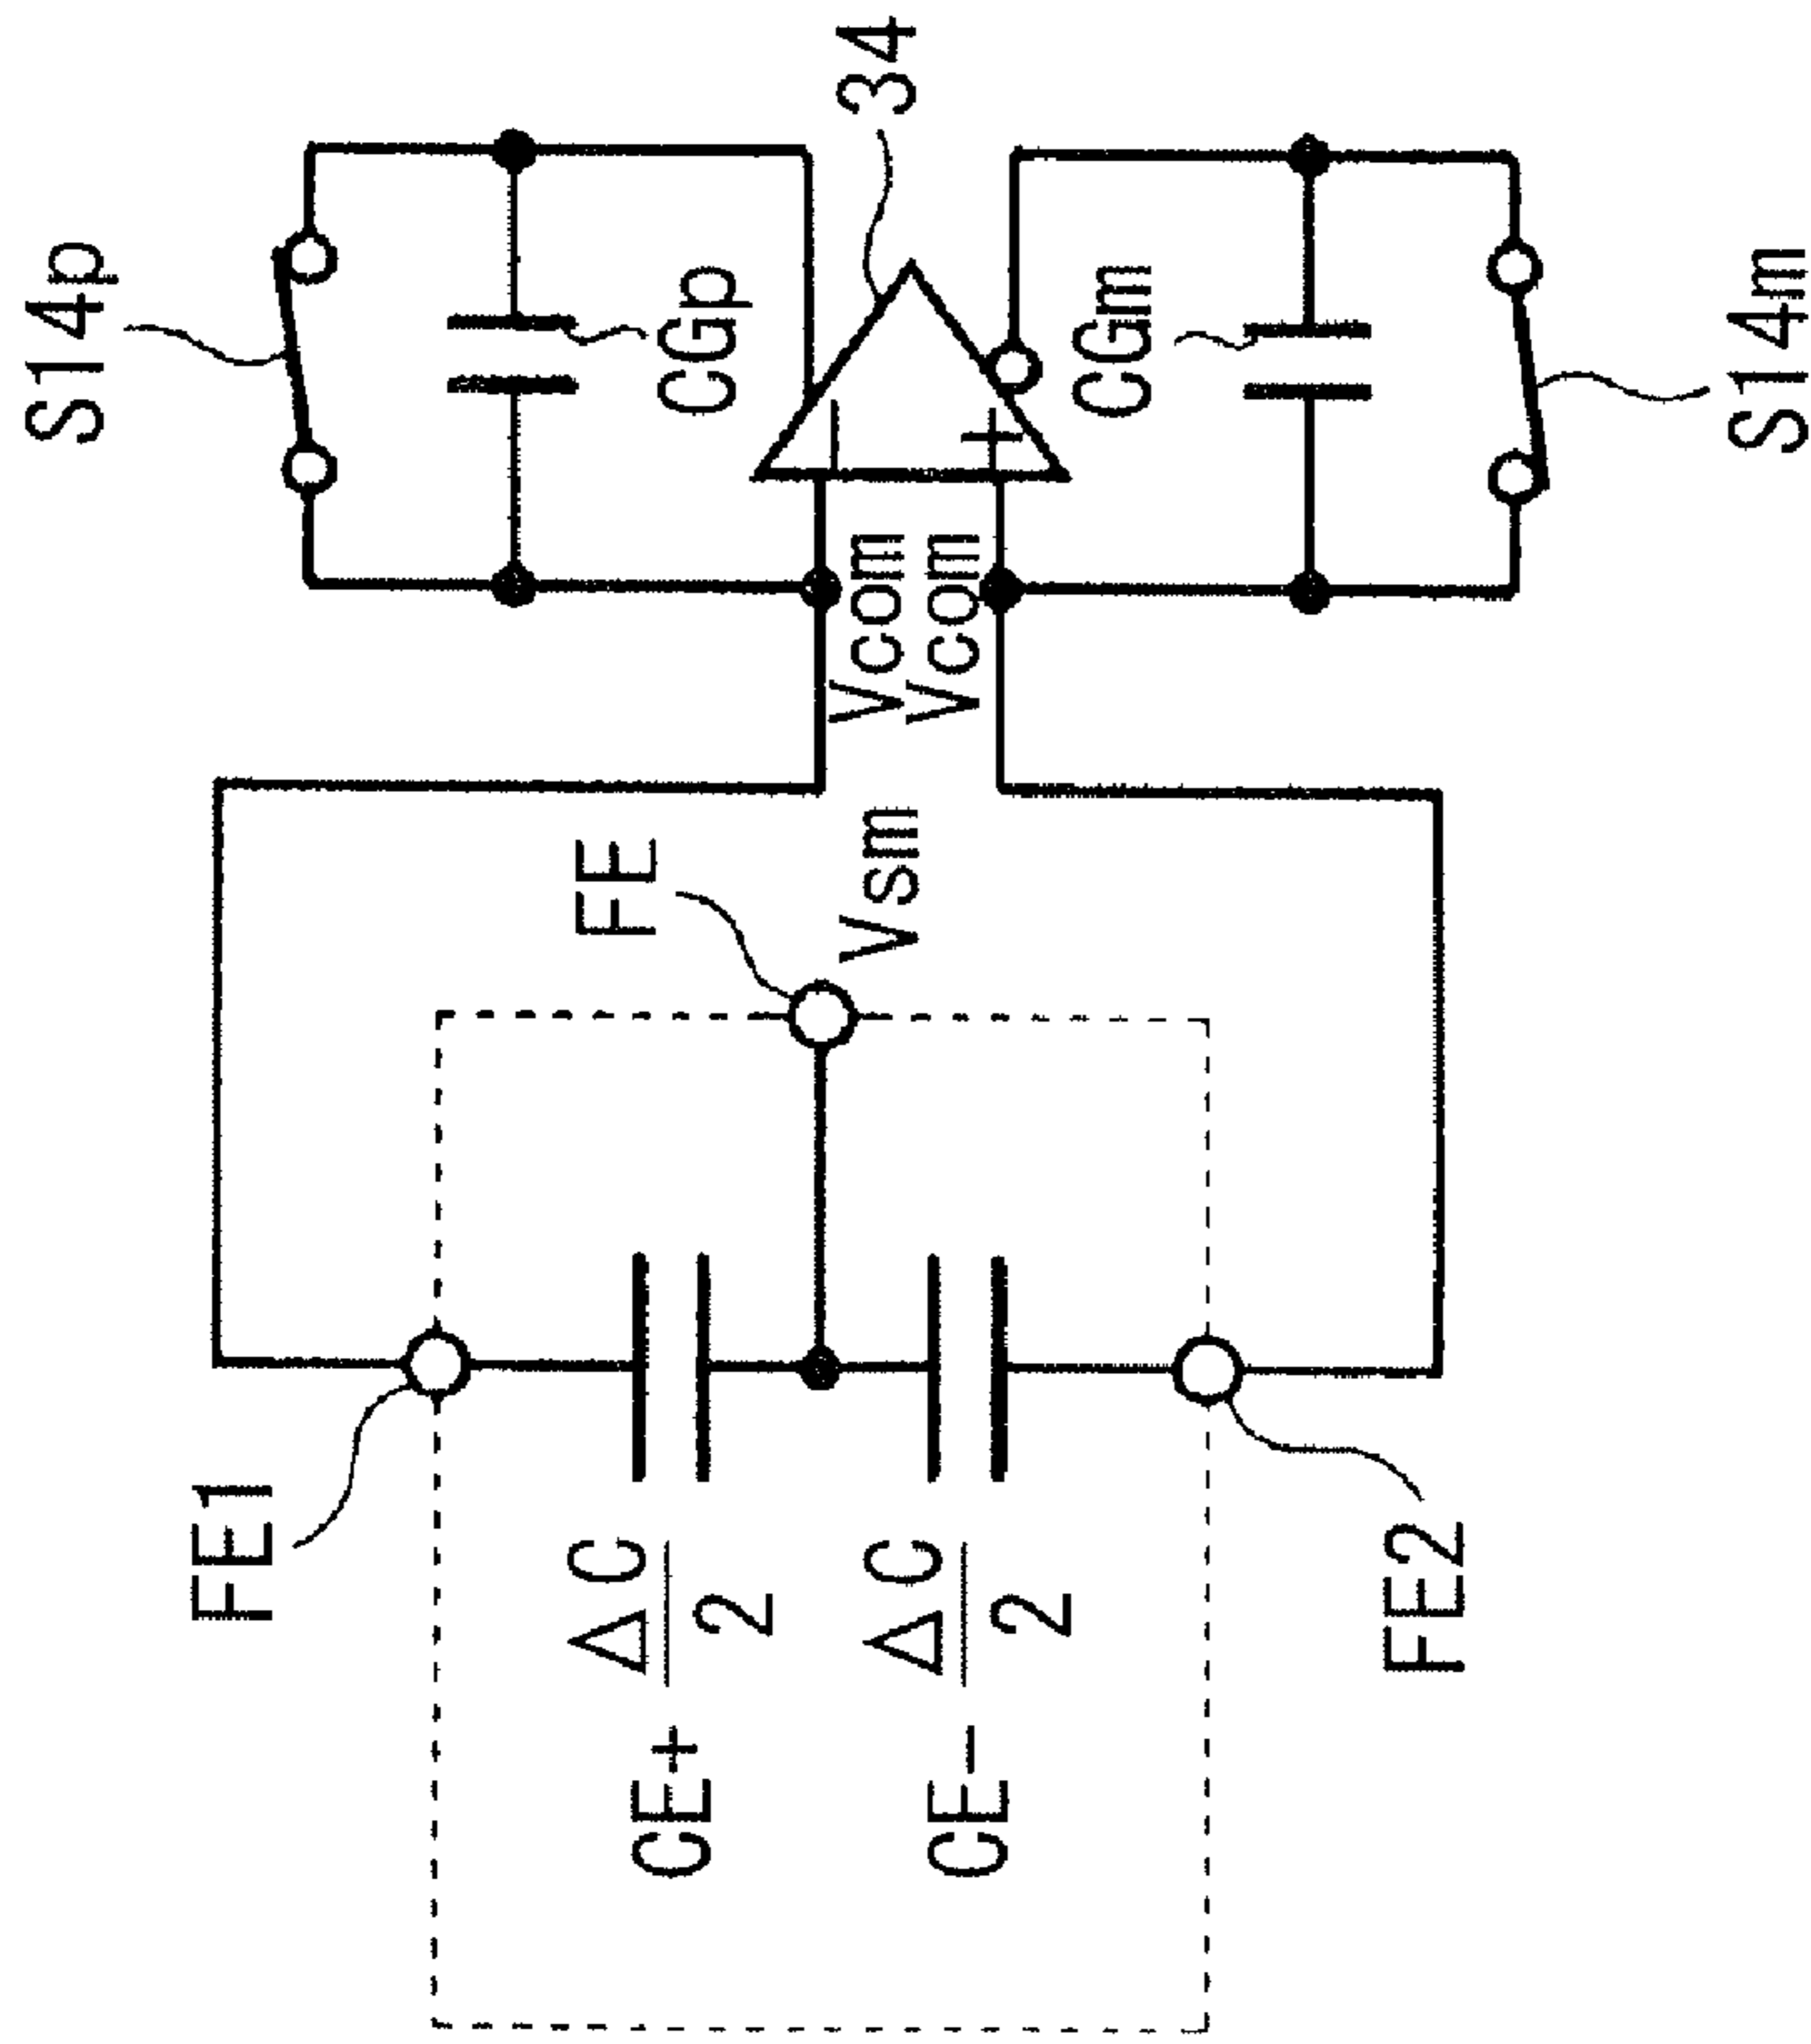 S14p
CGp
34
CGm
S14m
Vcom
Vcom
−
+
FE
Vsm
FE1
CE+ ΔC/2
CE− ΔC/2
FE2